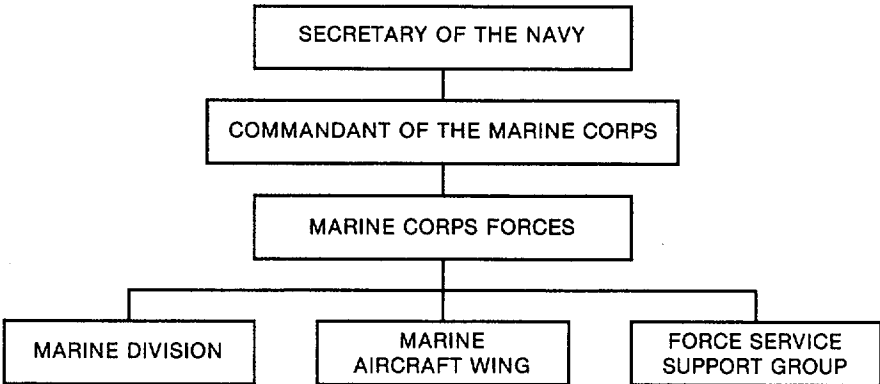 SECRETARY OF THE NAVY
COMMANDANT OF THE MARINE CORPS
MARINE CORPS FORCES
MARINE DIVISION
MARINE
AIRCRAFT WING
FORCE SERVICE
SUPPORT GROUP